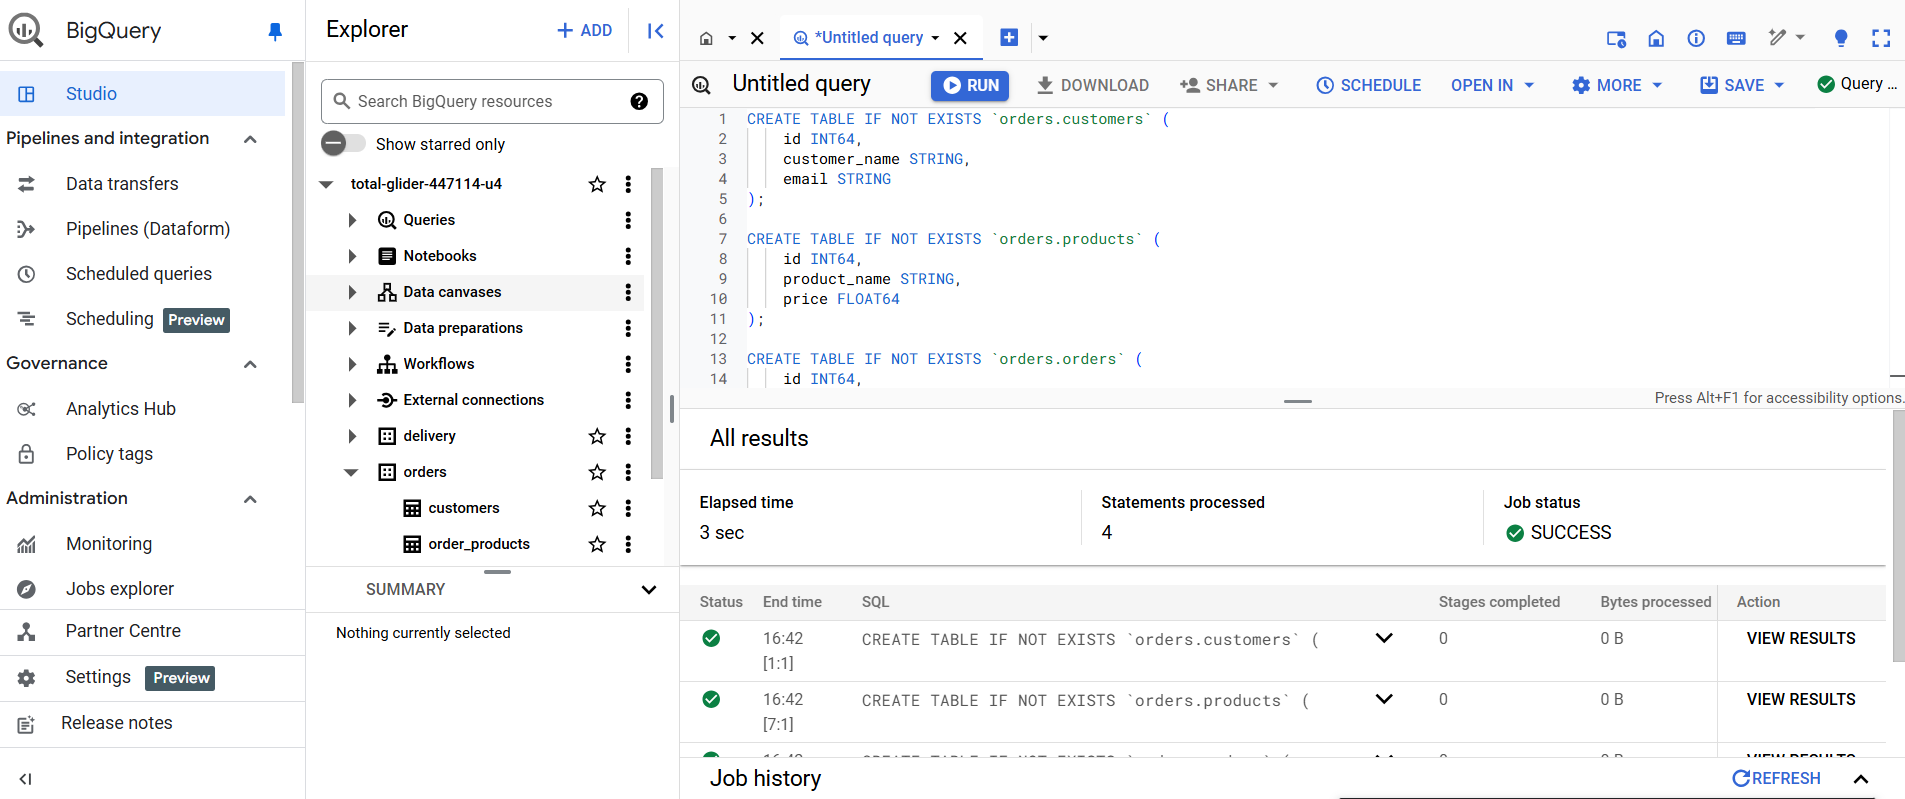 BigQuery
Studio
Pipelines and integration
Data transfers
Pipelines (Dataform)
Scheduled queries
Scheduling Preview
Governance
Analytics Hub
Policy tags
Administration
Monitoring
Jobs explorer
Partner Centre
Settings Preview
Release notes
Explorer
ADD
Search BigQuery resources
Show starred only
total-glider-447114-u4
Queries
Notebooks
Data canvases
Data preparations
Workflows
External connections
delivery
orders
customers
order_products
SUMMARY
Nothing currently selected
*Untitled query
Untitled query
RUN
DOWNLOAD
SHARE
SCHEDULE
OPEN IN
MORE
SAVE
Query ...
1 CREATE TABLE IF NOT EXISTS `orders.customers` (
2 id INT64,
3 customer_name STRING,
4 email STRING
5 );
6
7 CREATE TABLE IF NOT EXISTS `orders.products` (
8 id INT64,
9 product_name STRING,
10 price FLOAT64
11 );
12
13 CREATE TABLE IF NOT EXISTS `orders.orders` (
14 id INT64,
Press Alt+F1 for accessibility options.
All results
Elapsed time Statements processed Job status
3 sec 4 SUCCESS
Status End time SQL Stages completed Bytes processed Action
16:42 CREATE TABLE IF NOT EXISTS `orders.customers` ( 0 0 B VIEW RESULTS
[1:1]
16:42 CREATE TABLE IF NOT EXISTS `orders.products` ( 0 0 B VIEW RESULTS
[7:1]
Job history
REFRESH